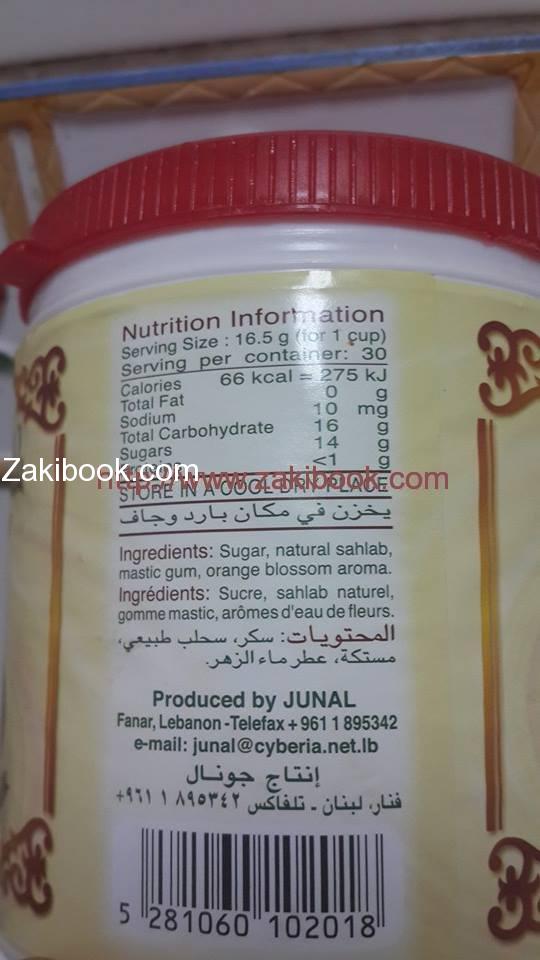 Nutrition Information
Serving Size : 16.5 g (for 1 cup)
Serving per container: 30
Calories 66 kcal = 275 kJ
Total Fat 0 g
Sodium 10 mg
Total Carbohydrate 16 g
Sugars 14 g
<1 g
Zakibook.com http://www.zakibook.com
STORE IN A COOL DRY PLACE
يخزن في مكان بارد وجاف
Ingredients: Sugar, natural sahlab,
mastic gum, orange blossom aroma.
Ingrédients: Sucre, sahlab naturel,
gomme mastic, arômes d'eau de fleurs.
المحتويات: سكر، سحلب طبيعي،
مستكة، عطر ماء الزهر.
Produced by JUNAL
Fanar, Lebanon -Telefax + 961 1 895342
e-mail: junal@cyberia.net.lb
إنتاج جونال
فنار، لبنان - تلفاكس ٨٩٥٣٤٢ ١ ٩٦١+
5 281060 102018
Zakibook.com Zakibook.com